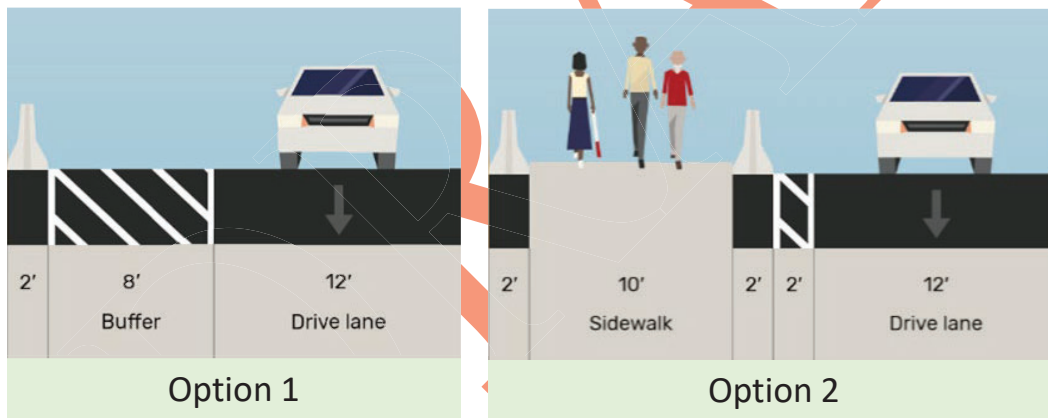 2' 8' 12'
Buffer Drive lane
Option 1
2' 10' 2' 2' 12'
Sidewalk Drive lane
Option 2